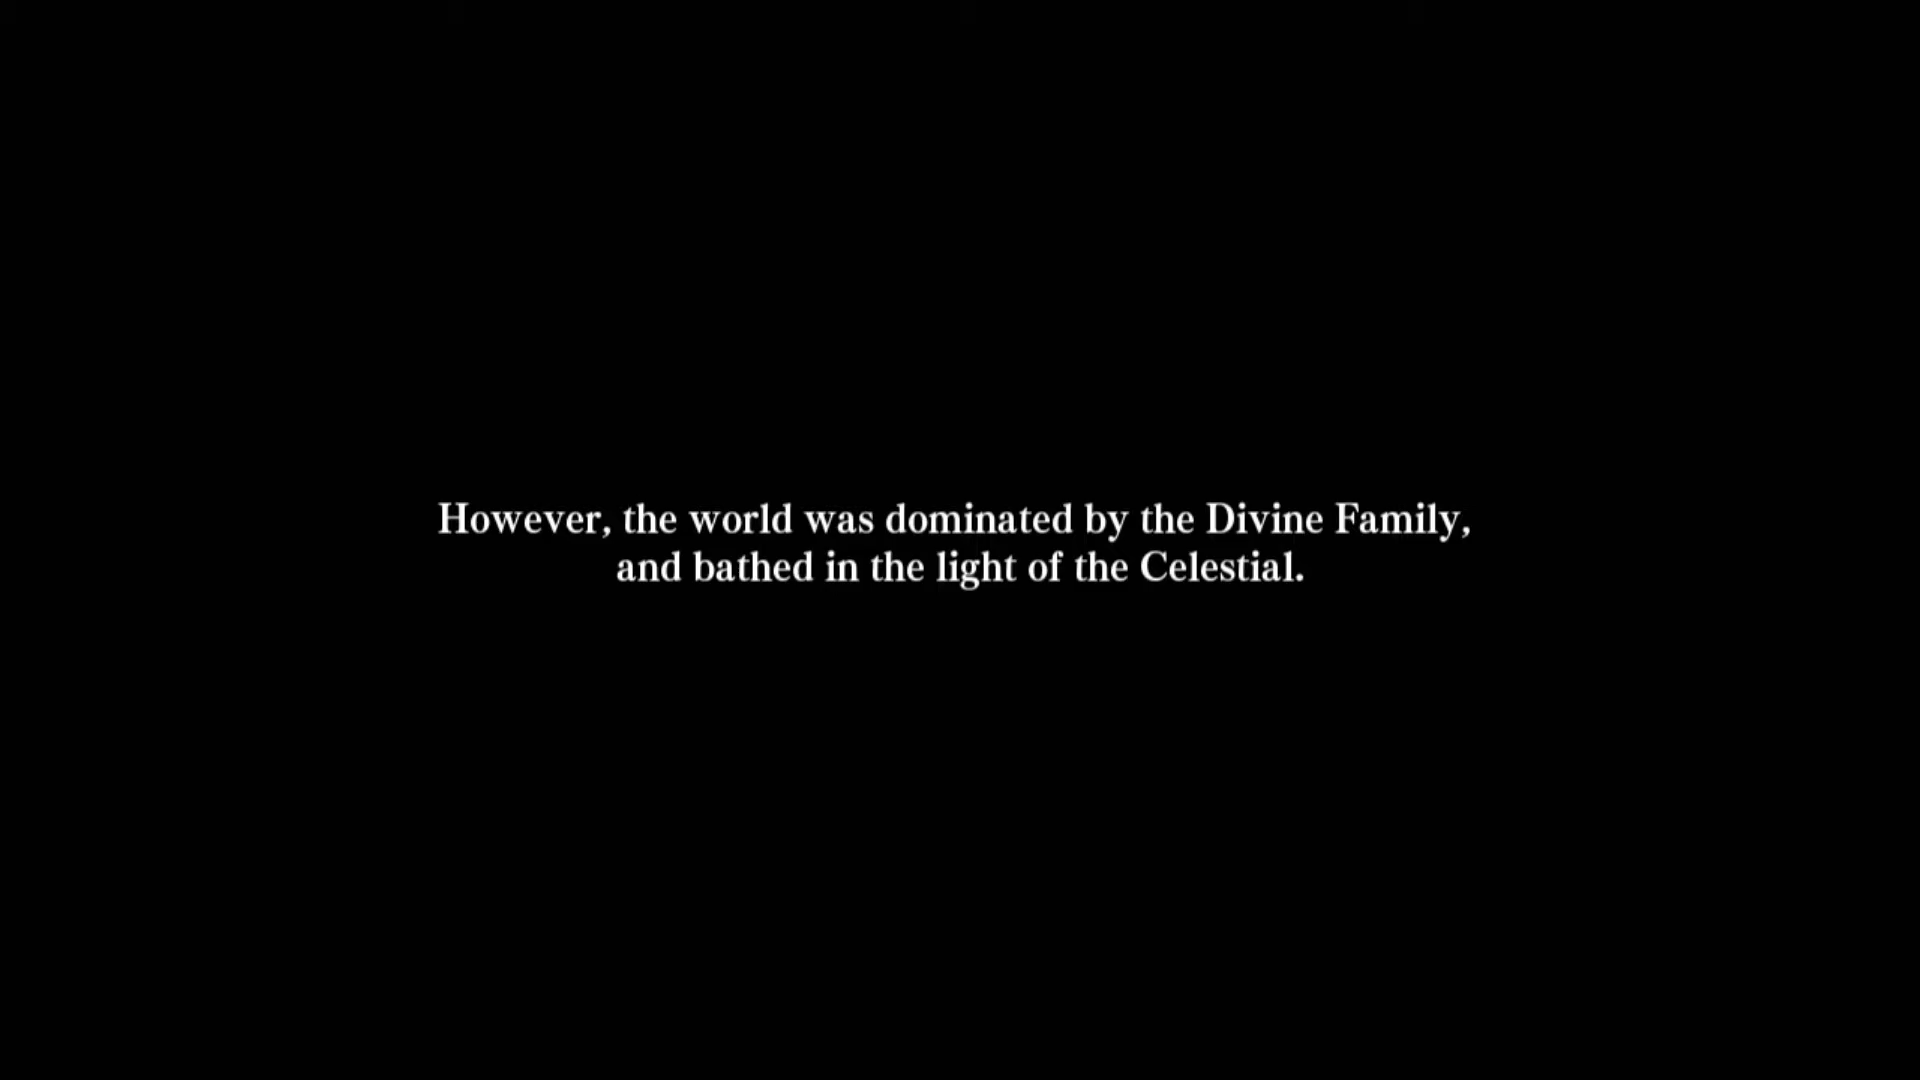 However, the world was dominated by the Divine Family,
and bathed in the light of the Celestial.